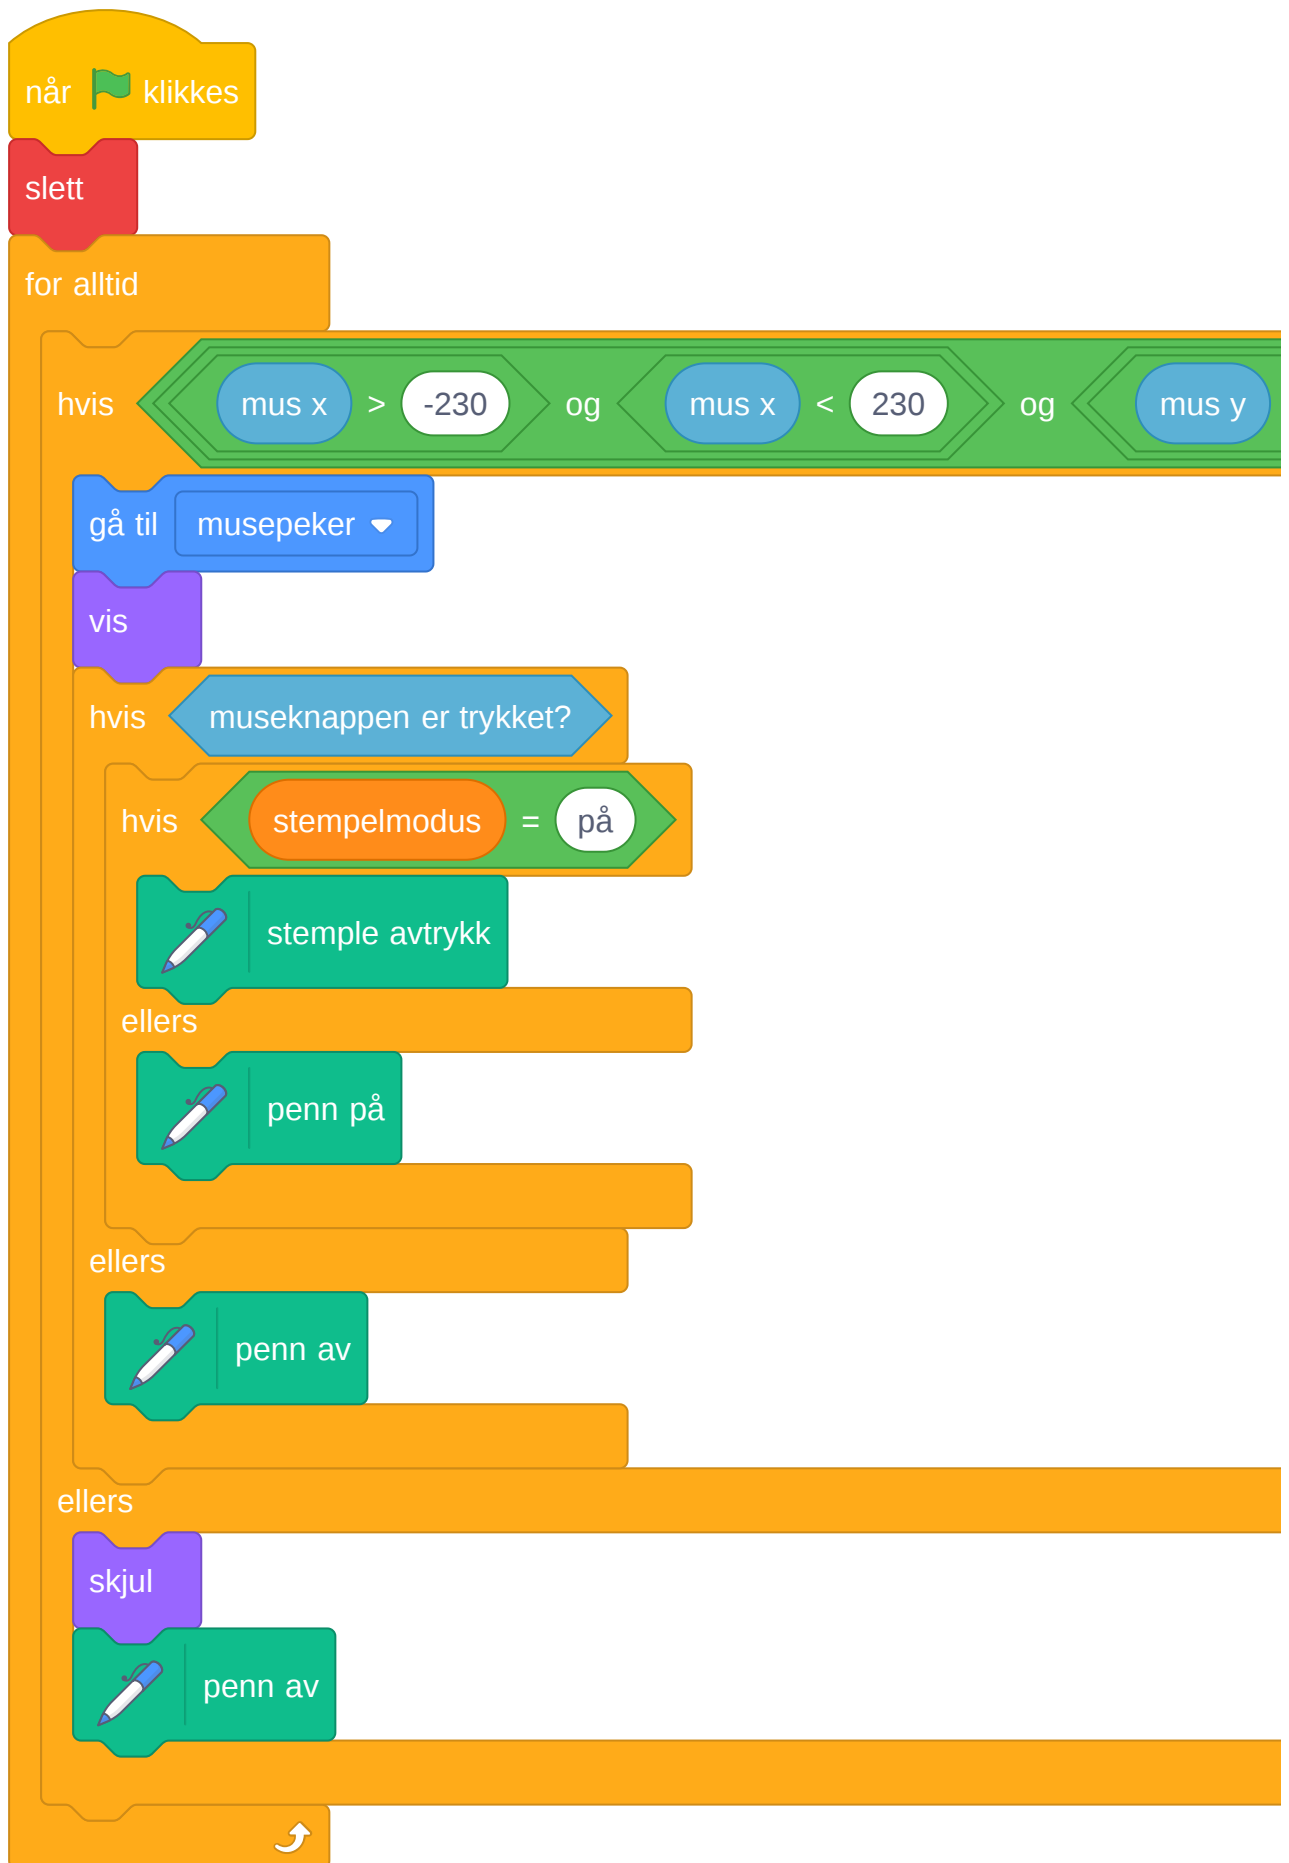 når klikkes
slett
for alltid
hvis mus x > -230 og mus x < 230 og mus y
gå til musepeker
vis
hvis museknappen er trykket?
hvis stempelmodus = på
stemple avtrykk
ellers
penn på
ellers
penn av
ellers
skjul
penn av